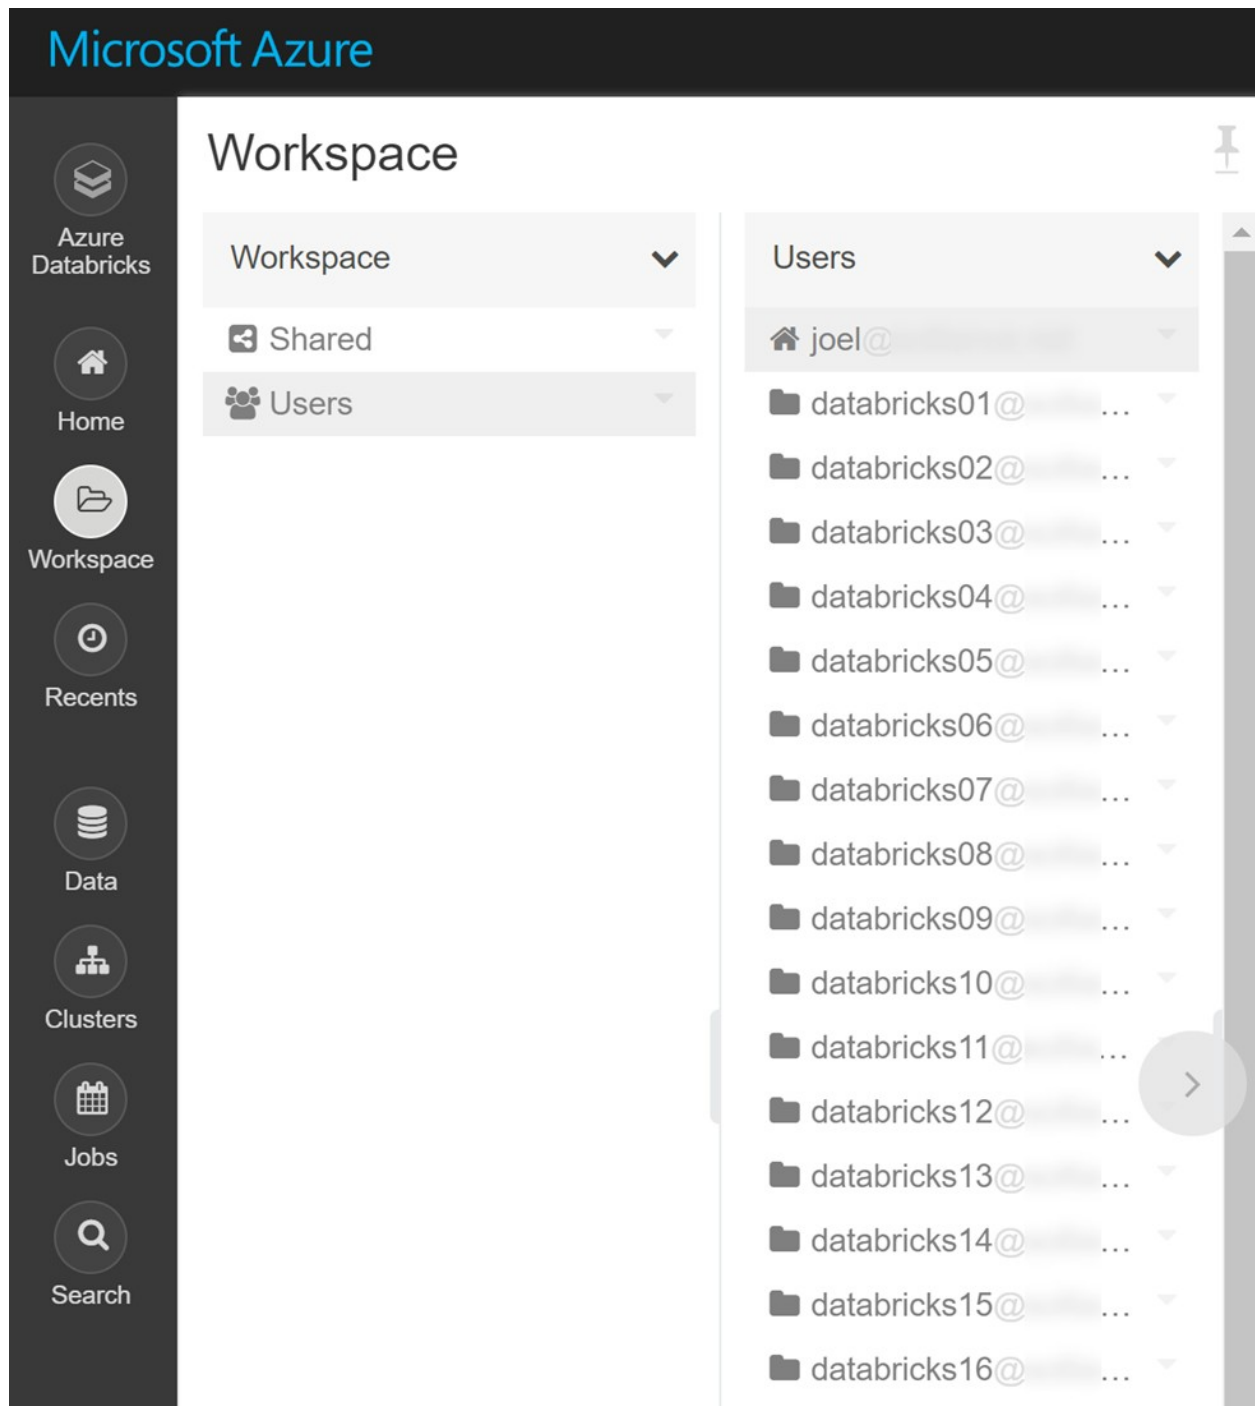 Microsoft Azure
Azure
Databricks
Home
Workspace
Recents
Data
Clusters
Jobs
Search
Workspace
Workspace
Shared
Users
Users
joel@
databricks01@ ...
databricks02@ ...
databricks03@ ...
databricks04@ ...
databricks05@ ...
databricks06@ ...
databricks07@ ...
databricks08@ ...
databricks09@ ...
databricks10@ ...
databricks11@ ...
databricks12@ ...
databricks13@ ...
databricks14@ ...
databricks15@ ...
databricks16@ ...